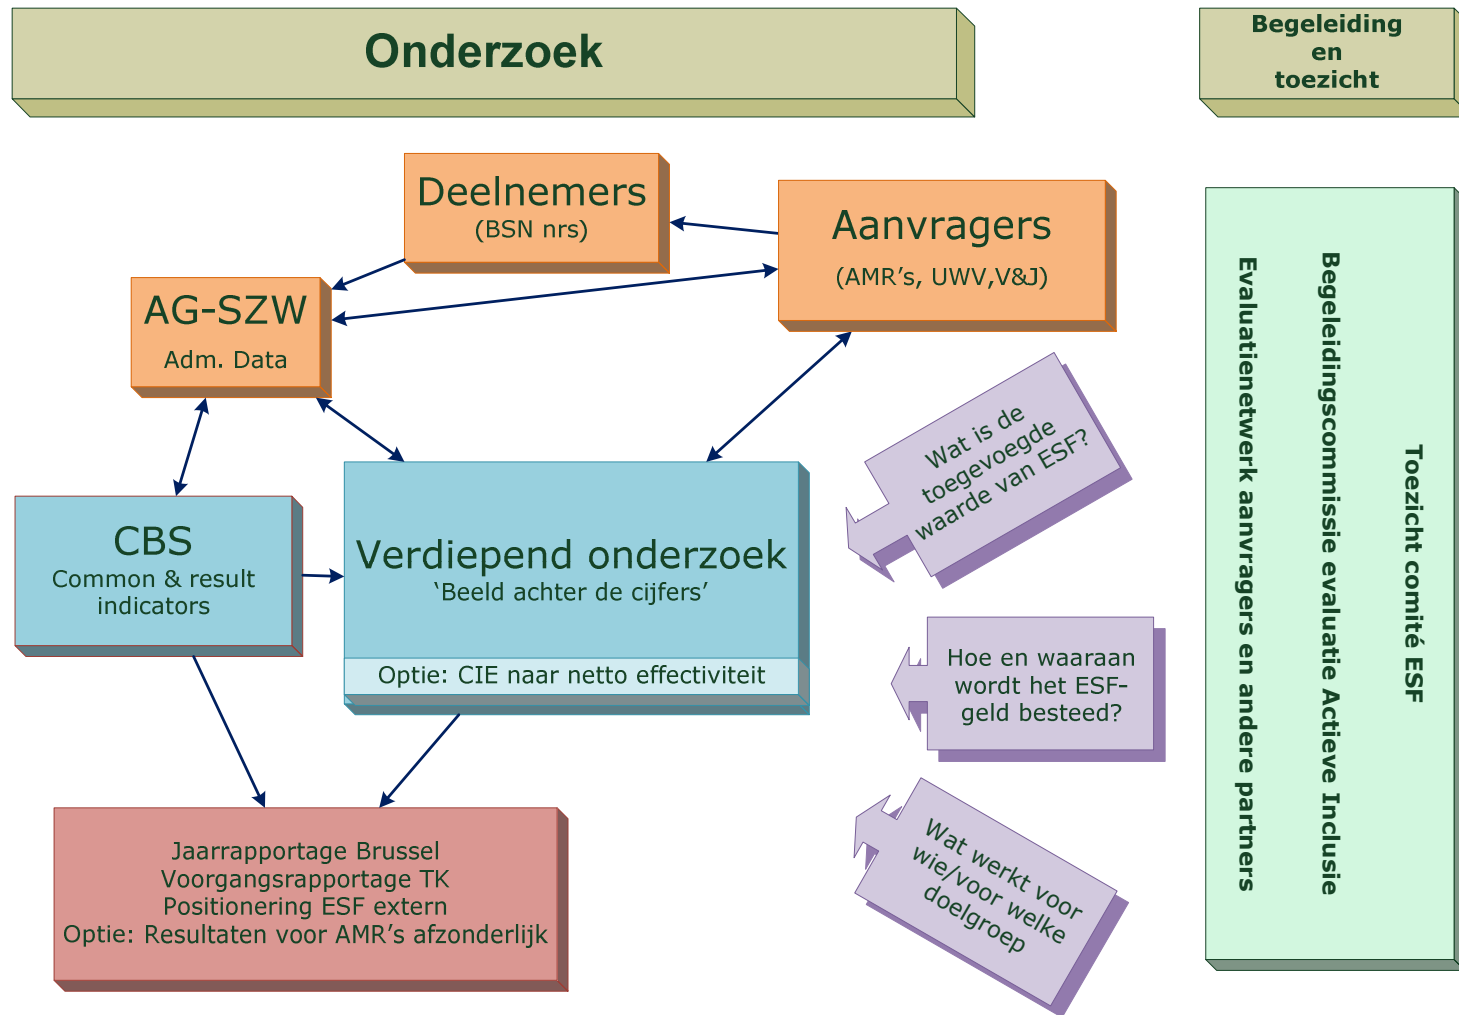 Onderzoek
Begeleiding
en
toezicht
Deelnemers
(BSN nrs)
Aanvragers
(AMR's, UWV,V&J)
AG-SZW
Adm. Data
CBS
Common & result
indicators
Verdiepend onderzoek
‘Beeld achter de cijfers’
Optie: CIE naar netto effectiviteit
Jaarrapportage Brussel
Voorgangsrapportage TK
Positionering ESF extern
Optie: Resultaten voor AMR's afzonderlijk
Wat is de
toegevoegde
waarde van ESF?
Hoe en waaraan
wordt het ESF-
geld besteed?
Wat werkt voor
wie/voor welke
doelgroep
Toezicht comité ESF
Begeleidingscommissie evaluatie Actieve Inclusie
Evaluatienetwerk aanvragers en andere partners